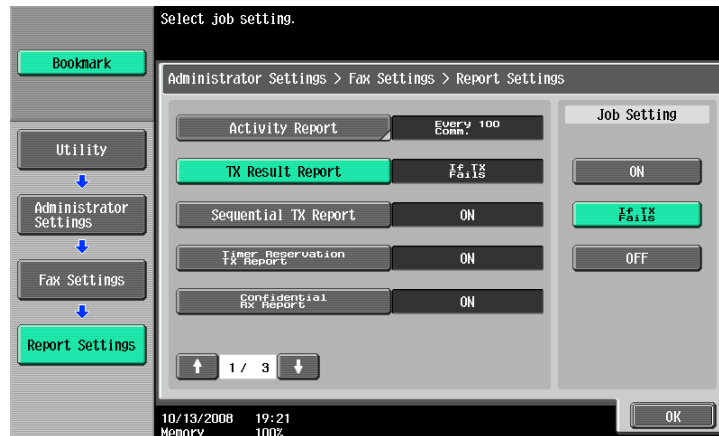 Select job setting.
Bookmark
Utility
Administrator
Settings
Fax Settings
Report Settings
Administrator Settings > Fax Settings > Report Settings
Activity Report
Every 100
Comm.
TX Result Report
If TX
Fails
Sequential TX Report
ON
Timer Reservation
TX Report
ON
Confidential
Rx Report
ON
1/ 3
Job Setting
ON
If TX
Fails
OFF
10/13/2008 19:21
Memory 100%
OK